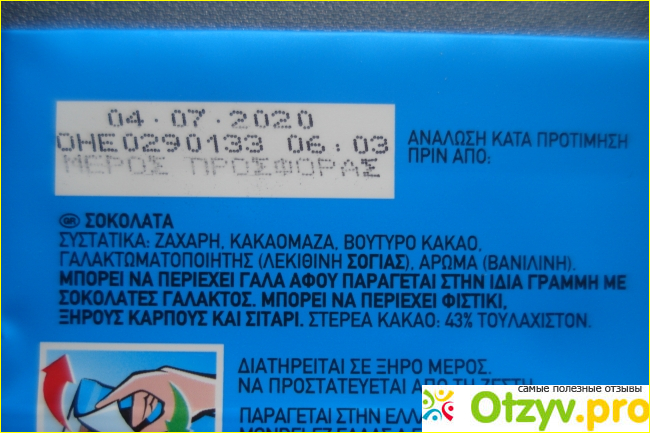 04.07.2020
OHE0290133 06:03
ΜΕΡΟΣ ΠΡΟΣΦΟΡΑΣ
ΑΝΑΛΩΣΗ ΚΑΤΑ ΠΡΟΤΙΜΗΣΗ
ΠΡΙΝ ΑΠΟ:
GR ΣΟΚΟΛΑΤΑ
ΣΥΣΤΑΤΙΚΑ: ΖΑΧΑΡΗ, ΚΑΚΑΟΜΑΖΑ, ΒΟΥΤΥΡΟ ΚΑΚΑΟ,
ΓΑΛΑΚΤΩΜΑΤΟΠΟΙΗΤΗΣ (ΛΕΚΙΘΙΝΗ ΣΟΓΙΑΣ), ΑΡΩΜΑ (ΒΑΝΙΛΙΝΗ).
ΜΠΟΡΕΙ ΝΑ ΠΕΡΙΕΧΕΙ ΓΑΛΑ ΑΦΟΥ ΠΑΡΑΓΕΤΑΙ ΣΤΗΝ ΙΔΙΑ ΓΡΑΜΜΗ ΜΕ
ΣΟΚΟΛΑΤΕΣ ΓΑΛΑΚΤΟΣ. ΜΠΟΡΕΙ ΝΑ ΠΕΡΙΕΧΕΙ ΦΙΣΤΙΚΙ,
ΞΗΡΟΥΣ ΚΑΡΠΟΥΣ ΚΑΙ ΣΙΤΑΡΙ. ΣΤΕΡΕΑ ΚΑΚΑΟ: 43% ΤΟΥΛΑΧΙΣΤΟΝ.
ΔΙΑΤΗΡΕΙΤΑΙ ΣΕ ΞΗΡΟ ΜΕΡΟΣ.
ΝΑ ΠΡΟΣΤΑΤΕΥΕΤΑΙ ΑΠΟ ΤΗ ΖΕΣΤΗ
ΠΑΡΑΓΕΤΑΙ ΣΤΗΝ
самые полезные отзывы
Otzyv.pro